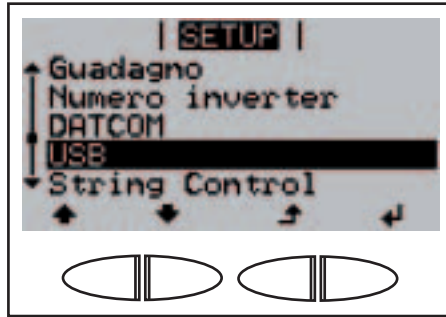 SETUP
Guadagno
Numero inverter
DATCOM
USB
String Control